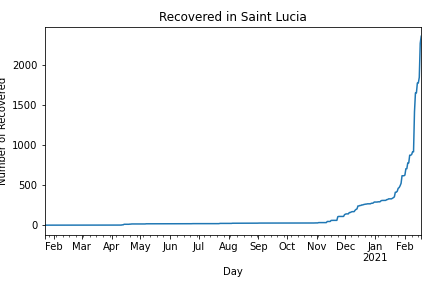 Recovered in Saint Lucia
Number of Recovered
2000
1500
1000
500
0
Feb Mar Apr May Jun Jul Aug Sep Oct Nov Dec Jan Feb
2021
Day